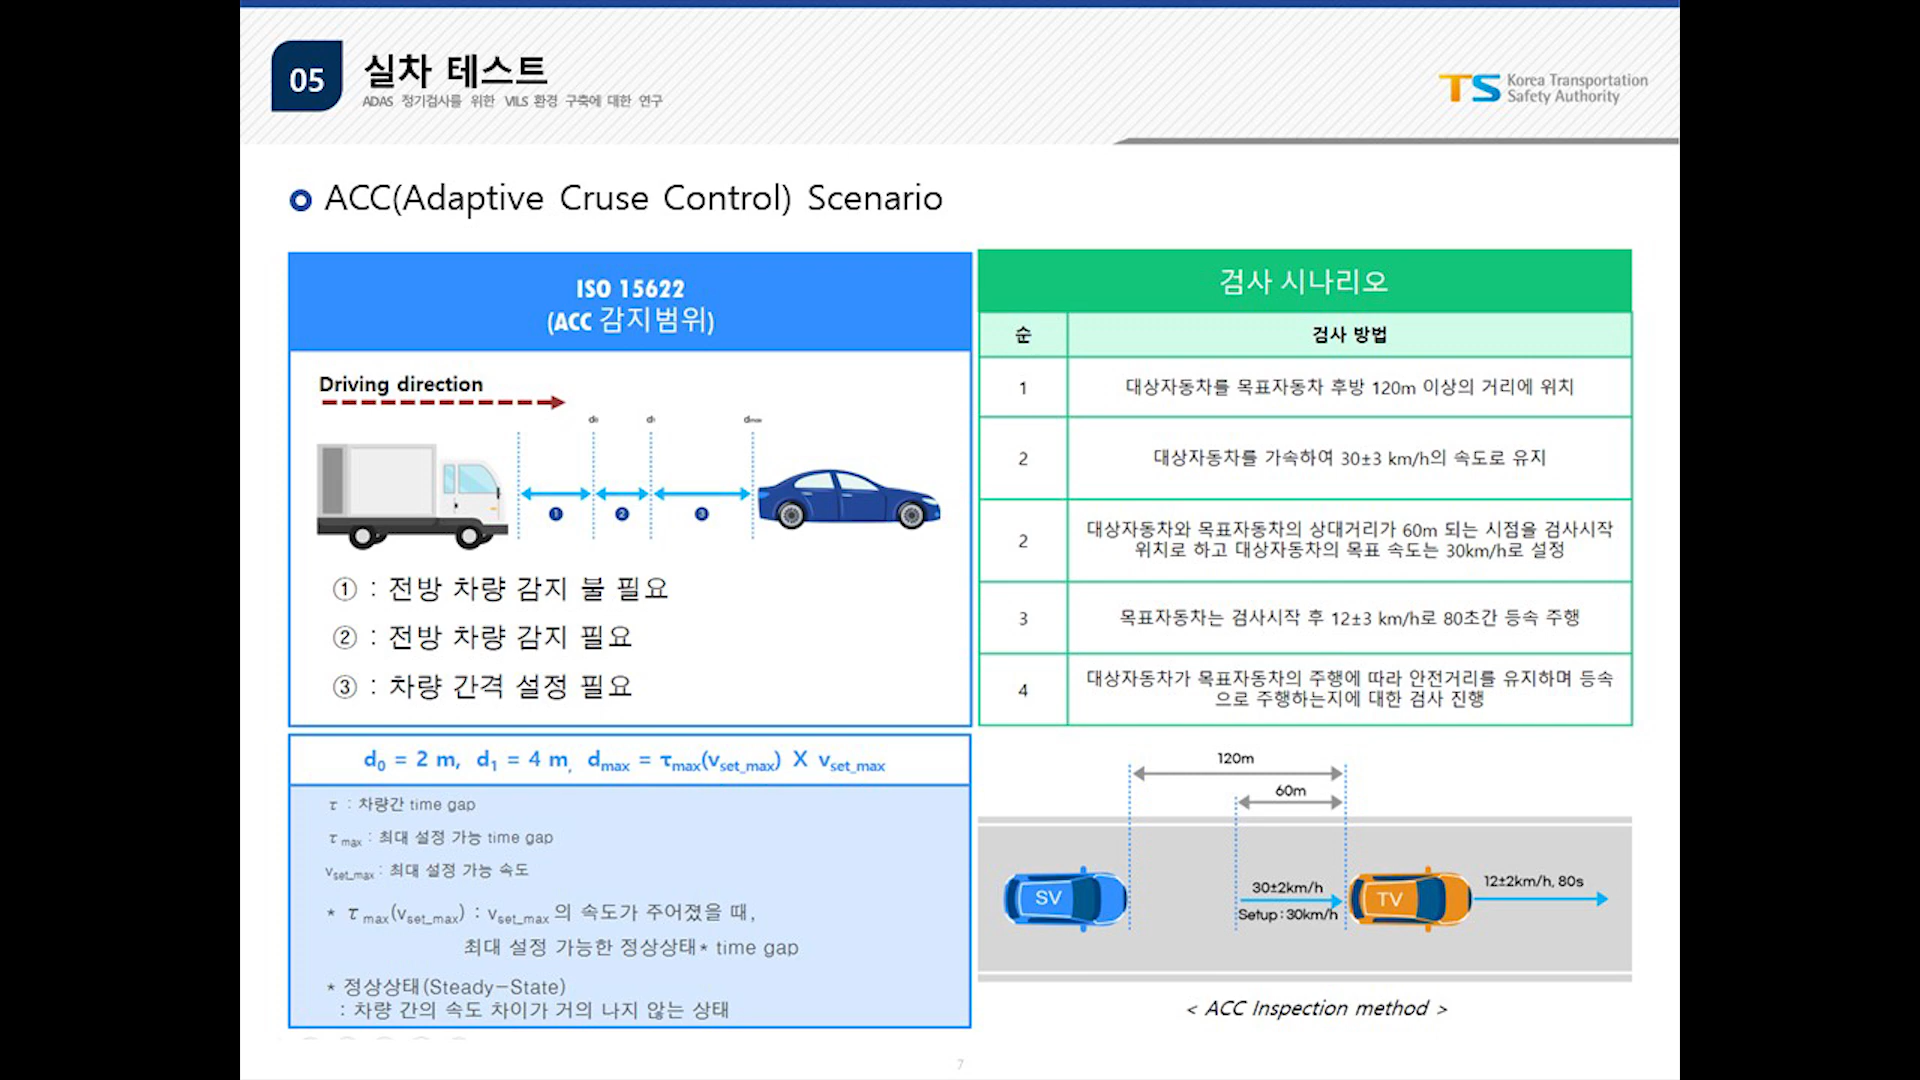 05
실차 테스트
ADAS 정기검사를 위한 VILS 환경 구축에 대한 연구
TS Korea Transportation
Safety Authority
ACC(Adaptive Cruse Control) Scenario
ISO 15622
(ACC 감지범위)
Driving direction
d₀ d₁ dmax
❶ ❷ ❸
① : 전방 차량 감지 불 필요
② : 전방 차량 감지 필요
③ : 차량 간격 설정 필요
d₀ = 2 m, d₁ = 4 m, dmax = τmax(vset_max) X vset_max
τ : 차량간 time gap
τ max : 최대 설정 가능 time gap
vset_max : 최대 설정 가능 속도
* τ max(vset_max) : vset_max 의 속도가 주어졌을 때,
최대 설정 가능한 정상상태* time gap
* 정상상태(Steady-State)
: 차량 간의 속도 차이가 거의 나지 않는 상태
검사 시나리오
순 검사 방법
1 대상자동차를 목표자동차 후방 120m 이상의 거리에 위치
2 대상자동차를 가속하여 30±3 km/h의 속도로 유지
대상자동차와 목표자동차의 상대거리가 60m 되는 시점을 검사시작
2 위치로 하고 대상자동차의 목표 속도는 30km/h로 설정
3 목표자동차는 검사시작 후 12±3 km/h로 80초간 등속 주행
대상자동차가 목표자동차의 주행에 따라 안전거리를 유지하며 등속
4 으로 주행하는지에 대한 검사 진행
120m
60m
SV
30±2km/h
Setup : 30km/h
TV
12±2km/h, 80s
< ACC Inspection method >
7